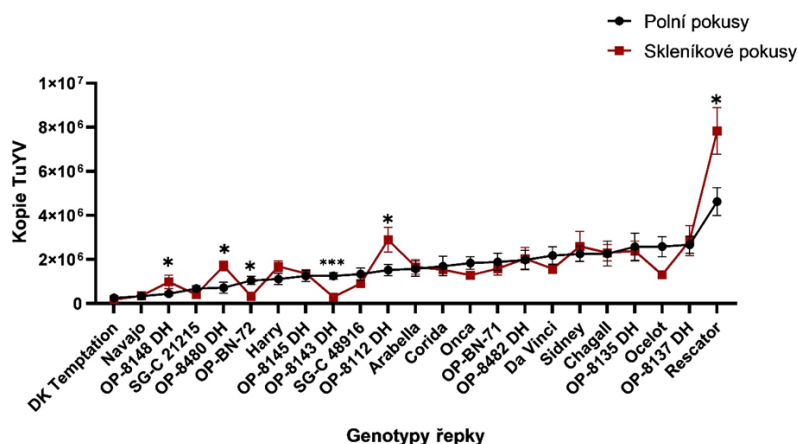 Polní pokusy
Skleníkové pokusy
Kopie TuYV
1×10⁷
8×10⁶
6×10⁶
4×10⁶
2×10⁶
0
*
*
*
***
*
*
DK Temptation
Navajo
OP-8148 DH
SG-C 21215
OP-8480 DH
OP-BN-72
Harry
OP-8145 DH
OP-8143 DH
SG-C 48916
OP-8112 DH
Arabella
Corida
Onca
OP-BN-71
OP-8482 DH
Da Vinci
Sidney
Chagall
OP-8135 DH
Ocelot
OP-8137 DH
Rescator
Genotypy řepky